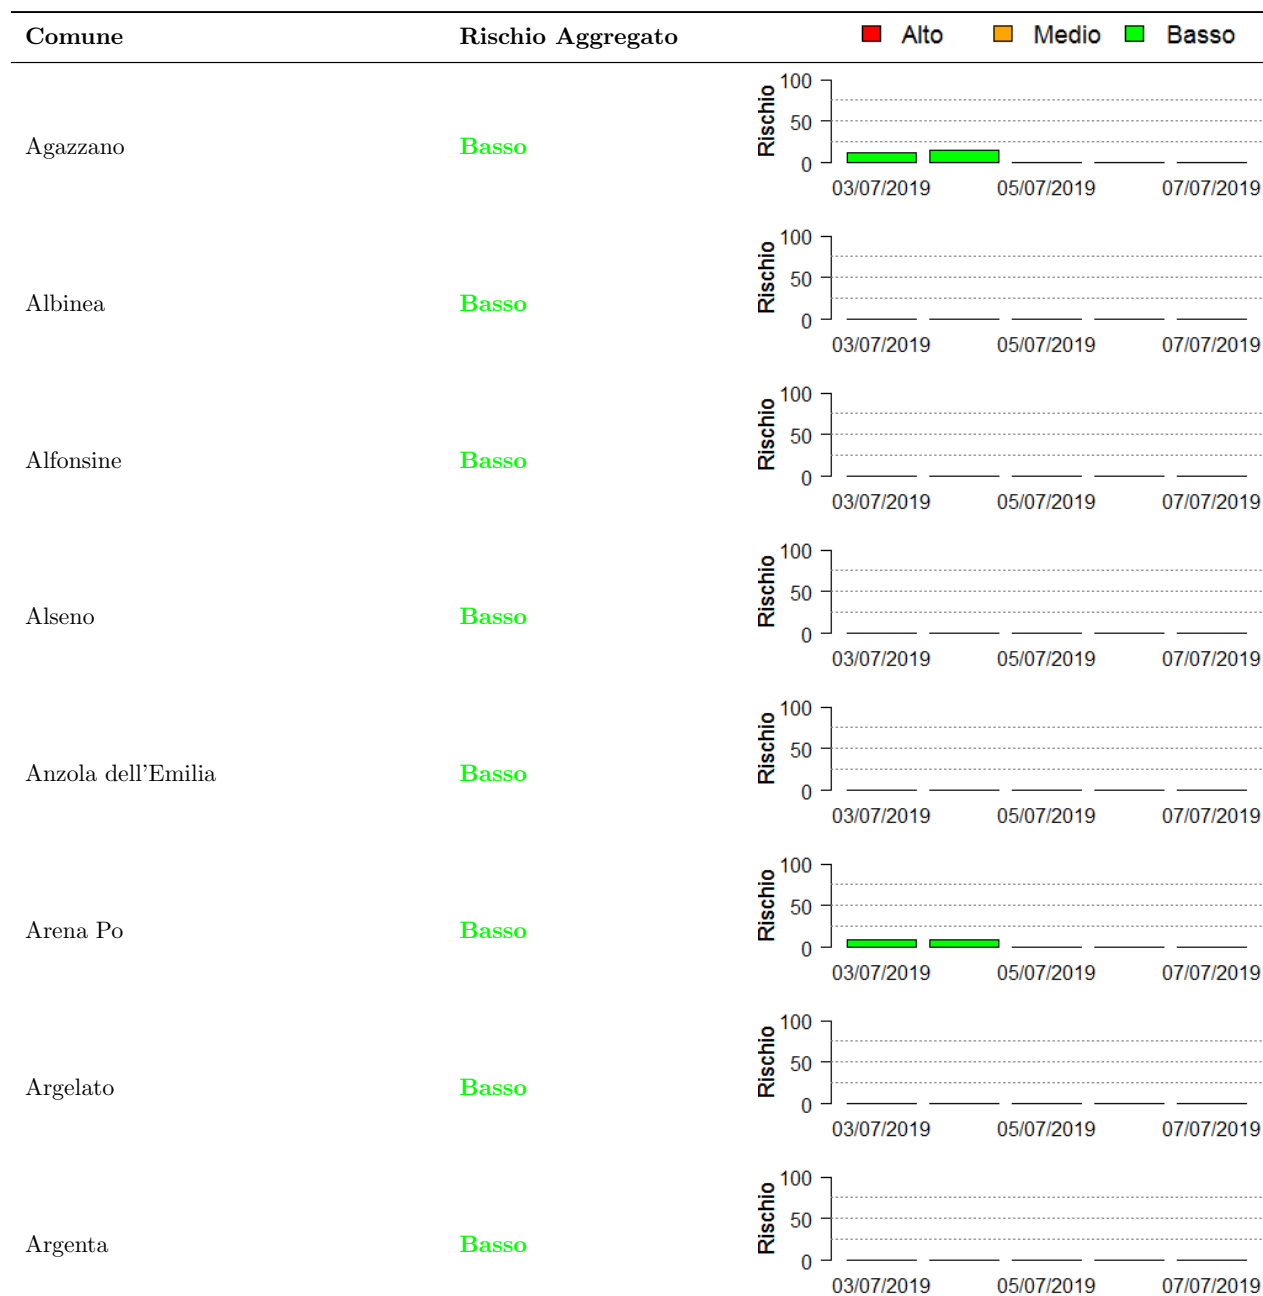 Comune Rischio Aggregato Alto Medio Basso
100
50
0
Rischio
Agazzano Basso
03/07/2019 05/07/2019 07/07/2019
100
50
0
Rischio
Albinea Basso
03/07/2019 05/07/2019 07/07/2019
100
50
0
Rischio
Alfonsine Basso
03/07/2019 05/07/2019 07/07/2019
100
50
0
Rischio
Alseno Basso
03/07/2019 05/07/2019 07/07/2019
100
50
0
Rischio
Anzola dell'Emilia Basso
03/07/2019 05/07/2019 07/07/2019
100
50
0
Rischio
Arena Po Basso
03/07/2019 05/07/2019 07/07/2019
100
50
0
Rischio
Argelato Basso
03/07/2019 05/07/2019 07/07/2019
100
50
0
Rischio
Argenta Basso
03/07/2019 05/07/2019 07/07/2019